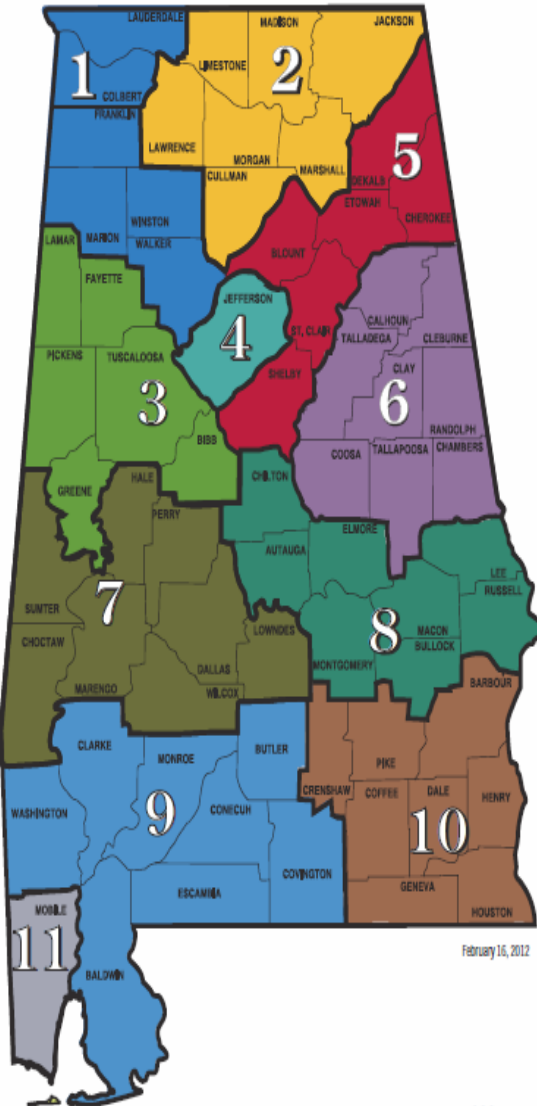 LAUDERDALE
MADISON
JACKSON
1
2
LIMESTONE
COLBERT
FRANKLIN
LAWRENCE
MORGAN
MARSHALL
5
DEKALB
CULLMAN
ETOWAH
CHEROKEE
WINSTON
MARION
WALKER
LAMAR
BLOUNT
FAYETTE
JEFFERSON
4
ST. CLAIR
CALHOUN
TALLADEGA
CLEBURNE
PICKENS
TUSCALOOSA
SHELBY
CLAY
3
6
RANDOLPH
BIBB
COOSA
TALLAPOOSA
CHAMBERS
CHILTON
HALE
GREENE
PERRY
ELMORE
AUTAUGA
LEE
RUSSELL
7
SUMTER
8
MACON
CHOCTAW
LOWNDES
BULLOCK
MONTGOMERY
DALLAS
MARENGO
WILCOX
BARBOUR
CLARKE
MONROE
BUTLER
PIKE
CRENSHAW
COFFEE
DALE
HENRY
WASHINGTON
9
CONECUH
10
COVINGTON
ESCAMBIA
GENEVA
MOBILE
HOUSTON
11
BALDWIN
February 16, 2012